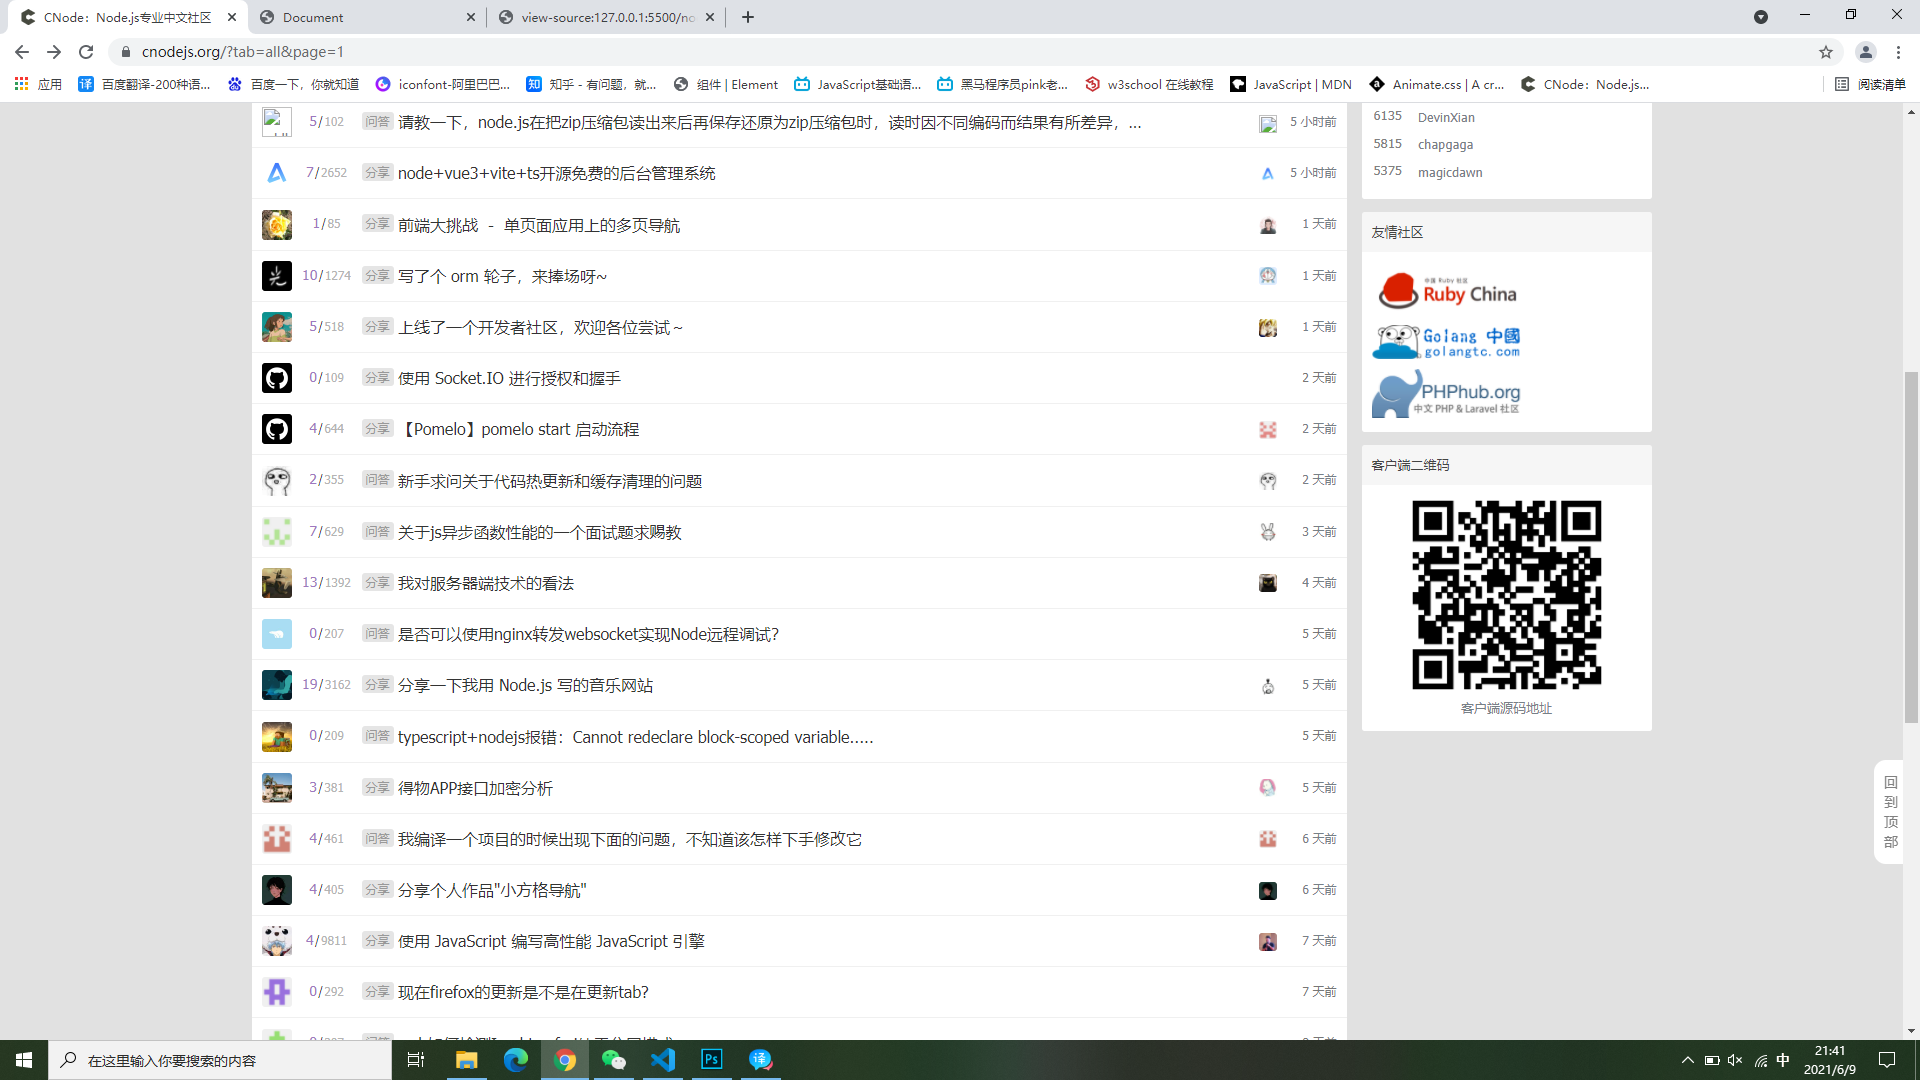 CNode：Node.js专业中文社区
Document
view-source:127.0.0.1:5500/no
cnodejs.org/?tab=all&page=1
应用
百度翻译-200种语...
百度一下，你就知道
iconfont-阿里巴巴...
知乎 - 有问题，就...
组件 | Element
JavaScript基础语...
黑马程序员pink老...
w3school 在线教程
JavaScript | MDN
Animate.css | A cr...
CNode：Node.js...
阅读清单
5/102 问答 请教一下，node.js在把zip压缩包读出来后再保存还原为zip压缩包时，读时因不同编码而结果有所差异，... 5 小时前
7/2652 分享 node+vue3+vite+ts开源免费的后台管理系统 5 小时前
1/85 分享 前端大挑战 － 单页面应用上的多页导航 1 天前
10/1274 分享 写了个 orm 轮子，来捧场呀~ 1 天前
5/518 分享 上线了一个开发者社区，欢迎各位尝试～ 1 天前
0/109 分享 使用 Socket.IO 进行授权和握手 2 天前
4/644 分享 【Pomelo】pomelo start 启动流程 2 天前
2/355 问答 新手求问关于代码热更新和缓存清理的问题 2 天前
7/629 问答 关于js异步函数性能的一个面试题求赐教 3 天前
13/1392 分享 我对服务器端技术的看法 4 天前
0/207 问答 是否可以使用nginx转发websocket实现Node远程调试? 5 天前
19/3162 分享 分享一下我用 Node.js 写的音乐网站 5 天前
0/209 问答 typescript+nodejs报错：Cannot redeclare block-scoped variable..... 5 天前
3/381 分享 得物APP接口加密分析 5 天前
4/461 问答 我编译一个项目的时候出现下面的问题，不知道该怎样下手修改它 6 天前
4/405 分享 分享个人作品"小方格导航" 6 天前
4/9811 分享 使用 JavaScript 编写高性能 JavaScript 引擎 7 天前
0/292 分享 现在firefox的更新是不是在更新tab? 7 天前
6135 DevinXian
5815 chapgaga
5375 magicdawn
友情社区
中国 Ruby 社区
Ruby China
Golang 中國
golangtc.com
PHPhub.org
中文 PHP & Laravel 社区
客户端二维码
客户端源码地址
回
到
顶
部
在这里输入你要搜索的内容
Ps
译
中
21:41
2021/6/9